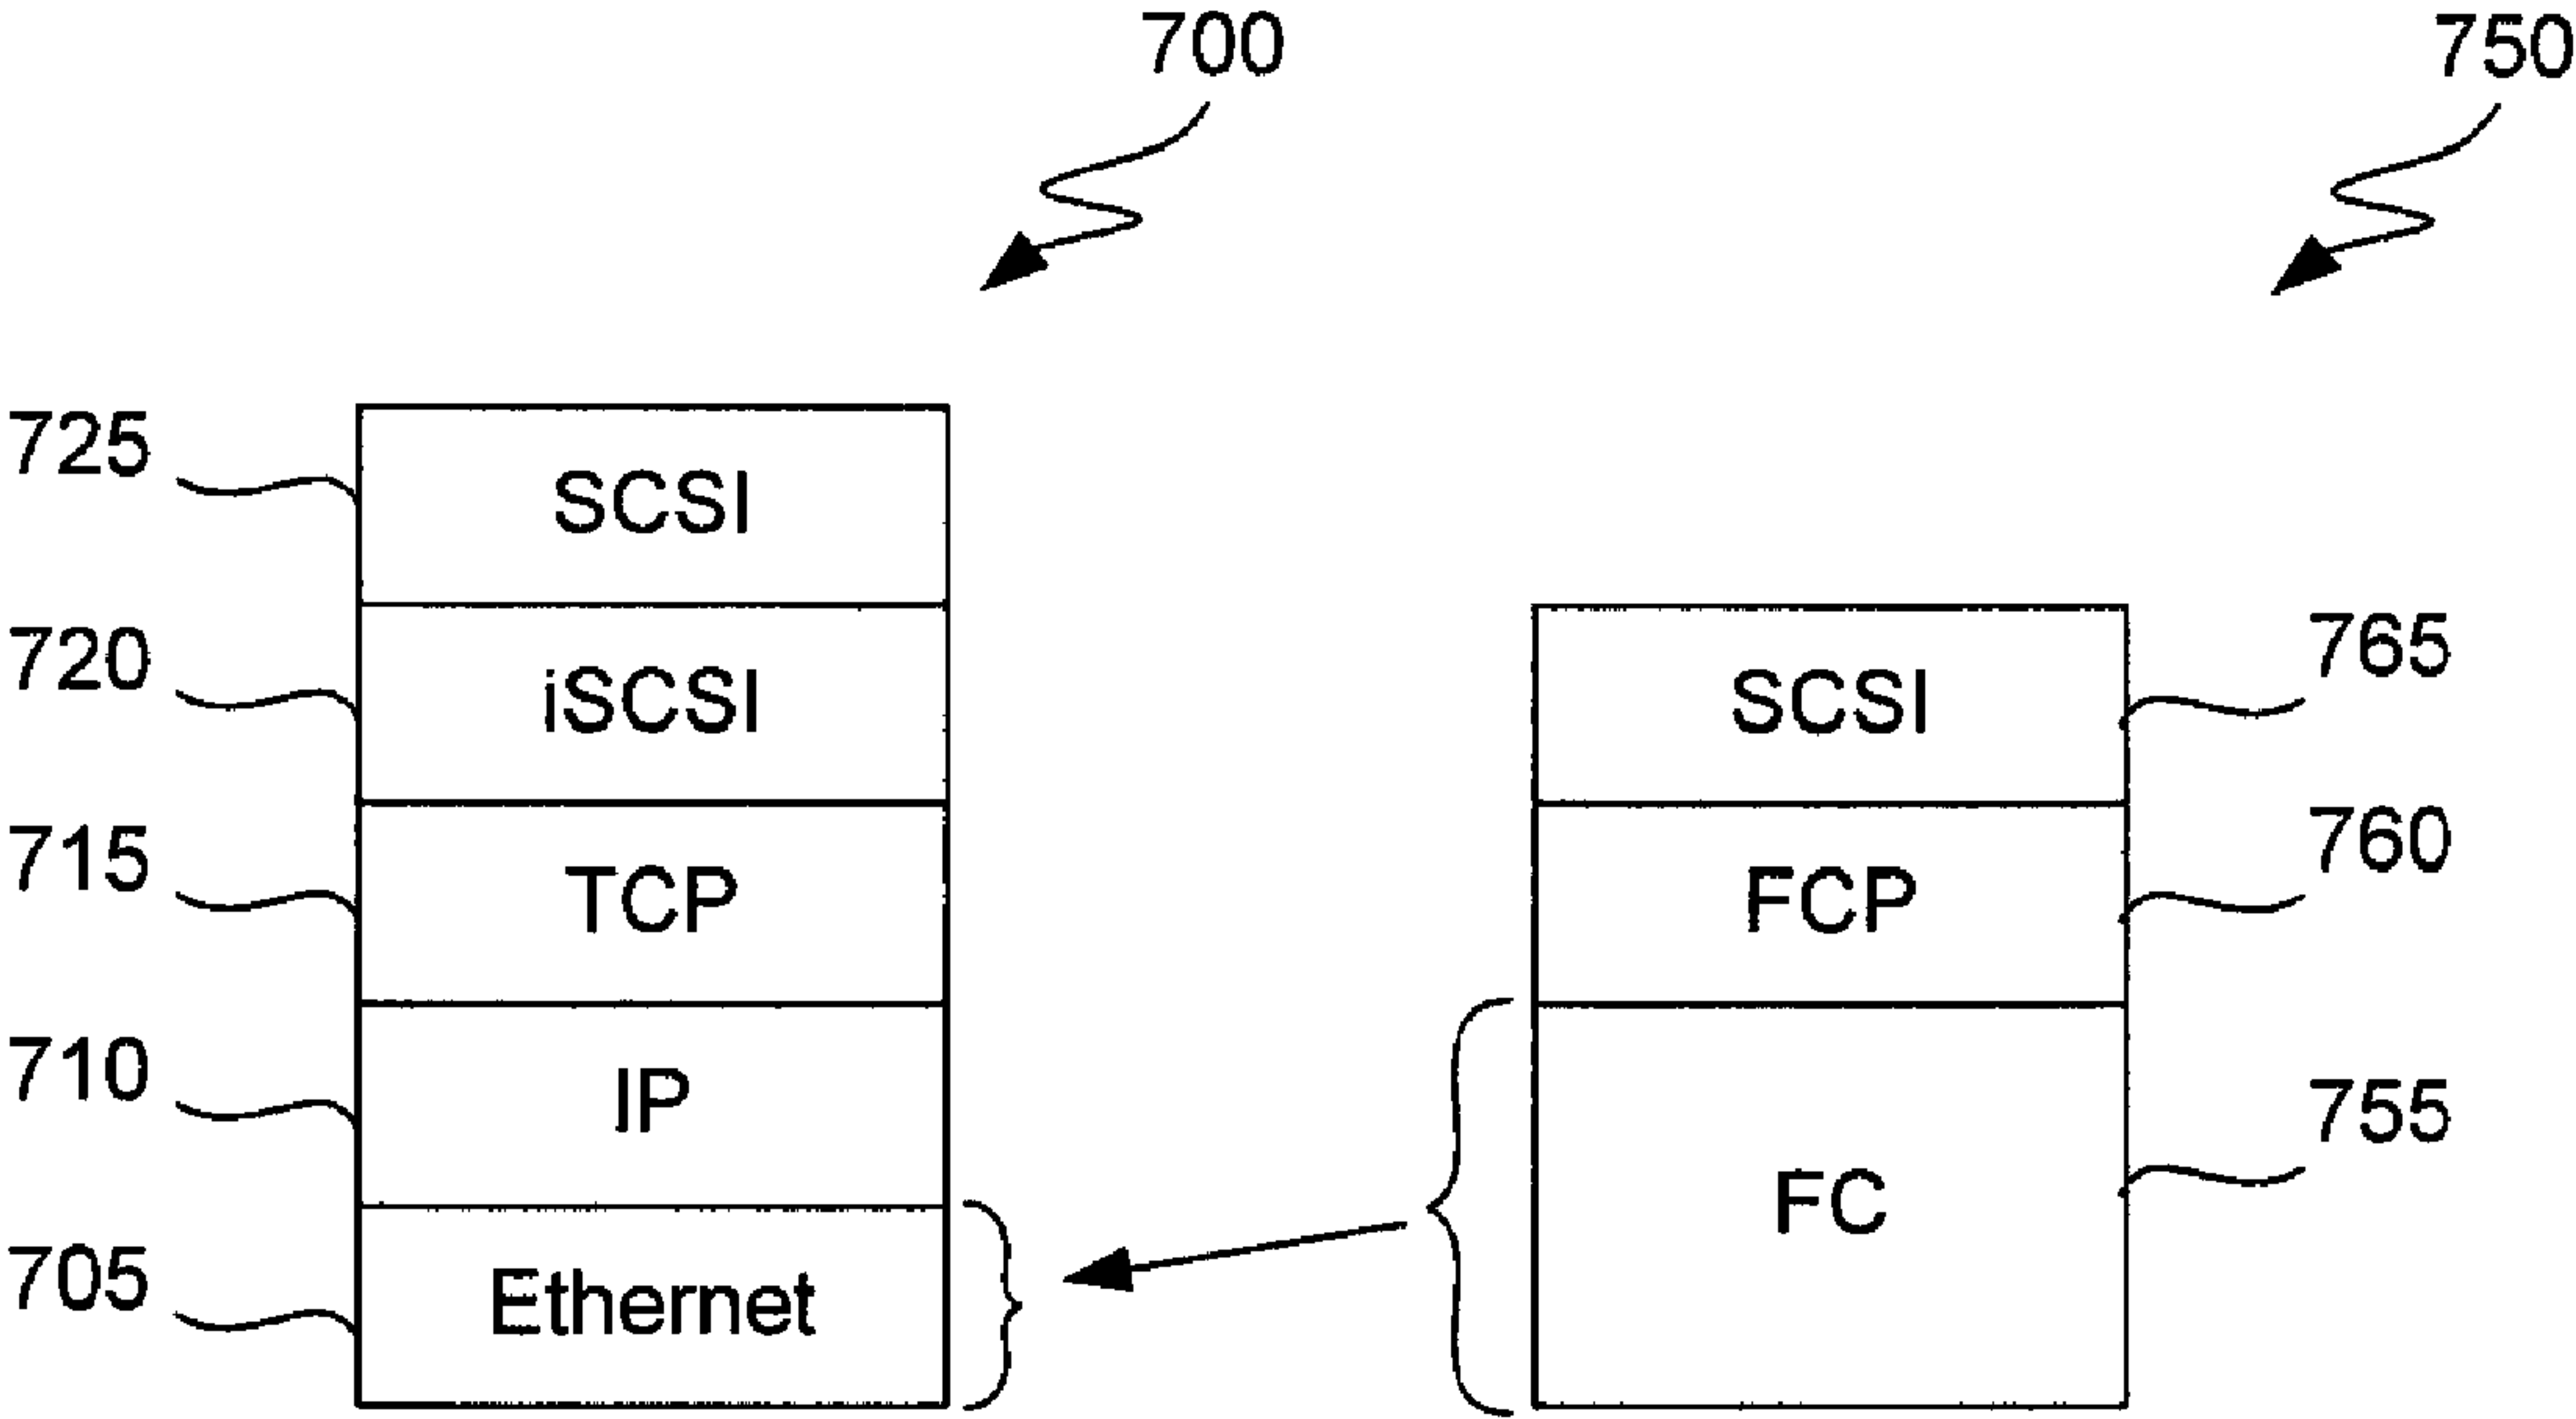 700
750
725
SCSI
720
iSCSI
SCSI
765
715
TCP
FCP
760
710
IP
FC
755
705
Ethernet